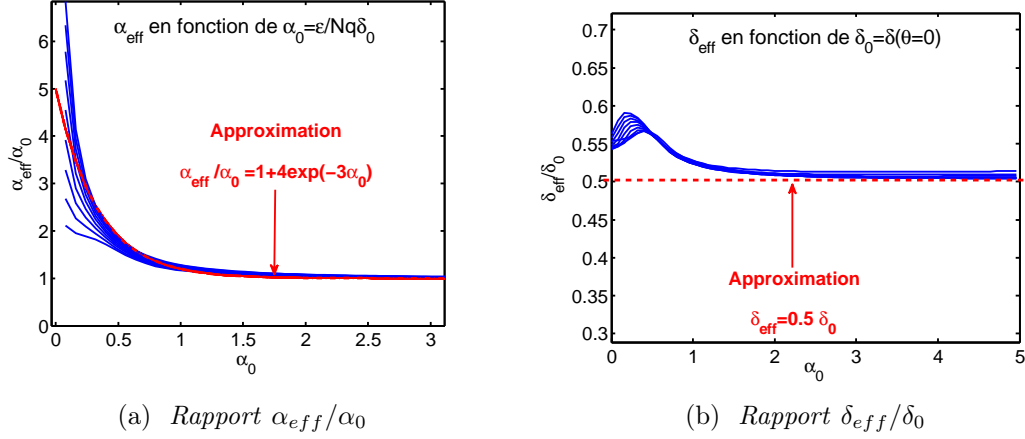 α_eff en fonction de α_0=ε/Nqδ_0
6
5
4
3
2
1
0
α_eff/α_0
Approximation
α_eff /α_0 =1+4exp(−3α_0)
0
0.5
1
1.5
2
2.5
3
α_0
(a) Rapport α_eff/α_0
δ_eff en fonction de δ_0=δ(θ=0)
0.7
0.65
0.6
0.55
0.5
0.45
0.4
0.35
0.3
δ_eff/δ_0
Approximation
δ_eff=0.5 δ_0
0
1
2
3
4
5
α_0
(b) Rapport δ_eff/δ_0